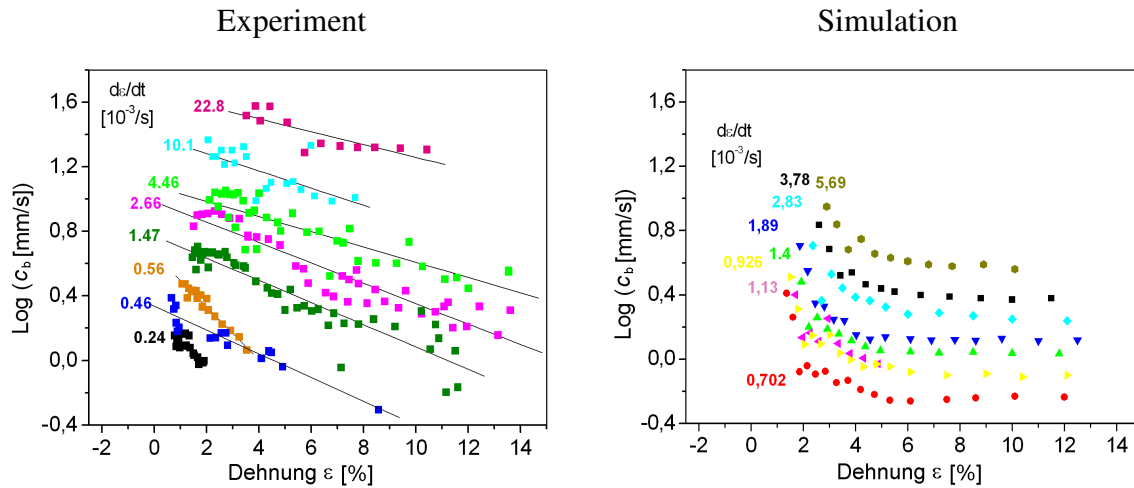 Experiment
Log (c_b [mm/s])
1,6
1,2
0,8
0,4
0,0
-0,4
dε/dt
[10⁻³/s]
22.8
10.1
4.46
2.66
1.47
0.56
0.46
0.24
-2 0 2 4 6 8 10 12 14
Dehnung ε [%]
Simulation
Log (c_b [mm/s])
1,6
1,2
0,8
0,4
0,0
-0,4
dε/dt
[10⁻³/s]
3,78 5,69
2,83
1,89
1.4
0,926
1,13
0,702
-2 0 2 4 6 8 10 12 14
Dehnung ε [%]